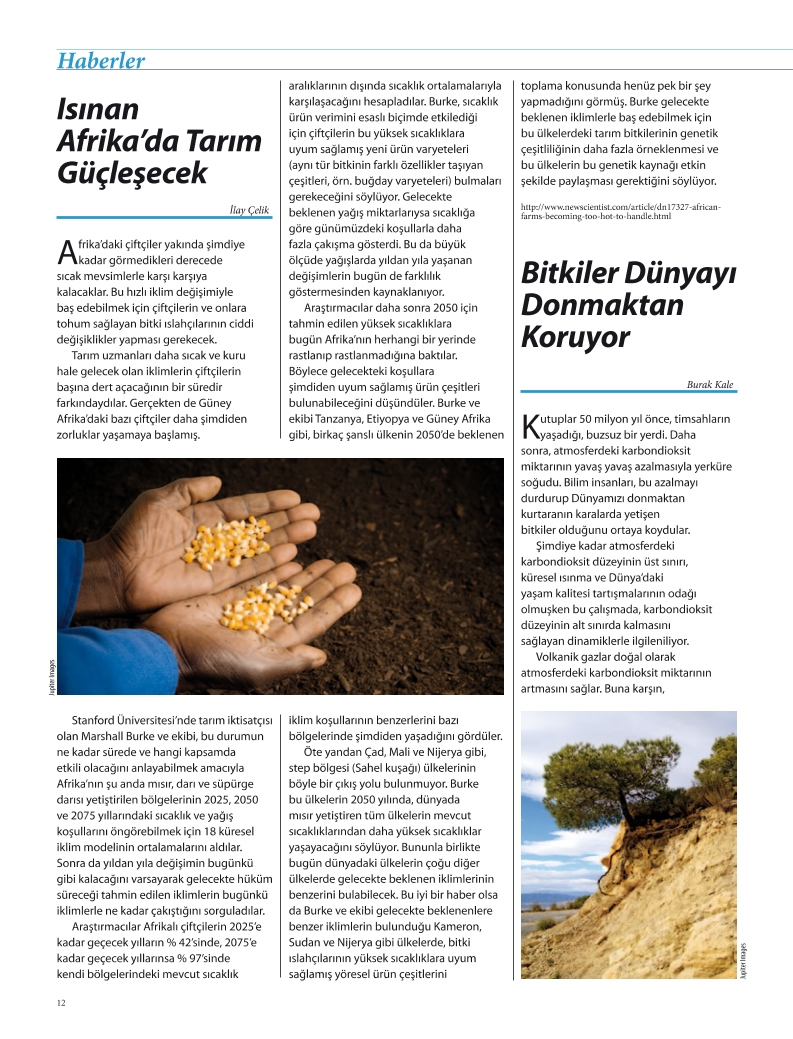 Haberler
Isınan
Afrika’da Tarım
Güçleşecek
İlay Çelik
Afrika’daki çiftçiler yakında şimdiye
kadar görmedikleri derecede
sıcak mevsimlerle karşı karşıya
kalacaklar. Bu hızlı iklim değişimiyle
baş edebilmek için çiftçilerin ve onlara
tohum sağlayan bitki ıslahçılarının ciddi
değişiklikler yapması gerekecek.
Tarım uzmanları daha sıcak ve kuru
hale gelecek olan iklimlerin çiftçilerin
başına dert açacağının bir süredir
farkındaydılar. Gerçekten de Güney
Afrika’daki bazı çiftçiler daha şimdiden
zorluklar yaşamaya başlamış.
Jupiter Images
Stanford Üniversitesi’nde tarım iktisatçısı
olan Marshall Burke ve ekibi, bu durumun
ne kadar sürede ve hangi kapsamda
etkili olacağını anlayabilmek amacıyla
Afrika’nın şu anda mısır, darı ve süpürge
darısı yetiştirilen bölgelerinin 2025, 2050
ve 2075 yıllarındaki sıcaklık ve yağış
koşullarını öngörebilmek için 18 küresel
iklim modelinin ortalamalarını aldılar.
Sonra da yıldan yıla değişimin bugünkü
gibi kalacağını varsayarak gelecekte hüküm
süreceği tahmin edilen iklimlerin bugünkü
iklimlerle ne kadar çakıştığını sorguladılar.
Araştırmacılar Afrikalı çiftçilerin 2025’e
kadar geçecek yılların % 42’sinde, 2075’e
kadar geçecek yıllarınsa % 97’sinde
kendi bölgelerindeki mevcut sıcaklık
aralıklarının dışında sıcaklık ortalamalarıyla
karşılaşacağını hesapladılar. Burke, sıcaklık
ürün verimini esaslı biçimde etkilediği
için çiftçilerin bu yüksek sıcaklıklara
uyum sağlamış yeni ürün varyeteleri
(aynı tür bitkinin farklı özellikler taşıyan
çeşitleri, örn. buğday varyeteleri) bulmaları
gerekeceğini söylüyor. Gelecekte
beklenen yağış miktarlarıysa sıcaklığa
göre günümüzdeki koşullarla daha
fazla çakışma gösterdi. Bu da büyük
ölçüde yağışlarda yıldan yıla yaşanan
değişimlerin bugün de farklılık
göstermesinden kaynaklanıyor.
Araştırmacılar daha sonra 2050 için
tahmin edilen yüksek sıcaklıklara
bugün Afrika’nın herhangi bir yerinde
rastlanıp rastlanmadığına baktılar.
Böylece gelecekteki koşullara
şimdiden uyum sağlamış ürün çeşitleri
bulunabileceğini düşündüler. Burke ve
ekibi Tanzanya, Etiyopya ve Güney Afrika
gibi, birkaç şanslı ülkenin 2050’de beklenen
iklim koşullarının benzerlerini bazı
bölgelerinde şimdiden yaşadığını gördüler.
Öte yandan Çad, Mali ve Nijerya gibi,
step bölgesi (Sahel kuşağı) ülkelerinin
böyle bir çıkış yolu bulunmuyor. Burke
bu ülkelerin 2050 yılında, dünyada
mısır yetiştiren tüm ülkelerin mevcut
sıcaklıklarından daha yüksek sıcaklıklar
yaşayacağını söylüyor. Bununla birlikte
bugün dünyadaki ülkelerin çoğu diğer
ülkelerde gelecekte beklenen iklimlerinin
benzerini bulabilecek. Bu iyi bir haber olsa
da Burke ve ekibi gelecekte beklenenlere
benzer iklimlerin bulunduğu Kameron,
Sudan ve Nijerya gibi ülkelerde, bitki
ıslahçılarının yüksek sıcaklıklara uyum
sağlamış yöresel ürün çeşitlerini
toplama konusunda henüz pek bir şey
yapmadığını görmüş. Burke gelecekte
beklenen iklimlerle baş edebilmek için
bu ülkelerdeki tarım bitkilerinin genetik
çeşitliliğinin daha fazla örneklenmesi ve
bu ülkelerin bu genetik kaynağı etkin
şekilde paylaşması gerektiğini söylüyor.
http://www.newscientist.com/article/dn17327-african-
farms-becoming-too-hot-to-handle.html
Bitkiler Dünyayı
Donmaktan
Koruyor
Burak Kale
Kutuplar 50 milyon yıl önce, timsahların
yaşadığı, buzsuz bir yerdi. Daha
sonra, atmosferdeki karbondioksit
miktarının yavaş yavaş azalmasıyla yerküre
soğudu. Bilim insanları, bu azalmayı
durdurup Dünyamızı donmaktan
kurtaranın karalarda yetişen
bitkiler olduğunu ortaya koydular.
Şimdiye kadar atmosferdeki
karbondioksit düzeyinin üst sınırı,
küresel ısınma ve Dünya’daki
yaşam kalitesi tartışmalarının odağı
olmuşken bu çalışmada, karbondioksit
düzeyinin alt sınırda kalmasını
sağlayan dinamiklerle ilgileniliyor.
Volkanik gazlar doğal olarak
atmosferdeki karbondioksit miktarının
artmasını sağlar. Buna karşın,
Jupiter Images
12